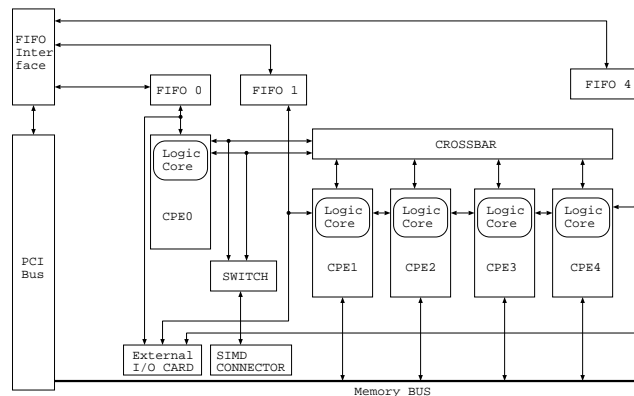 FIFO
Inter
face
FIFO 0
FIFO 1
FIFO 4
CROSSBAR
Logic
Core
CPE0
Logic
Core
CPE1
Logic
Core
CPE2
Logic
Core
CPE3
Logic
Core
CPE4
PCI
Bus
SWITCH
External
I/O CARD
SIMD
CONNECTOR
Memory BUS